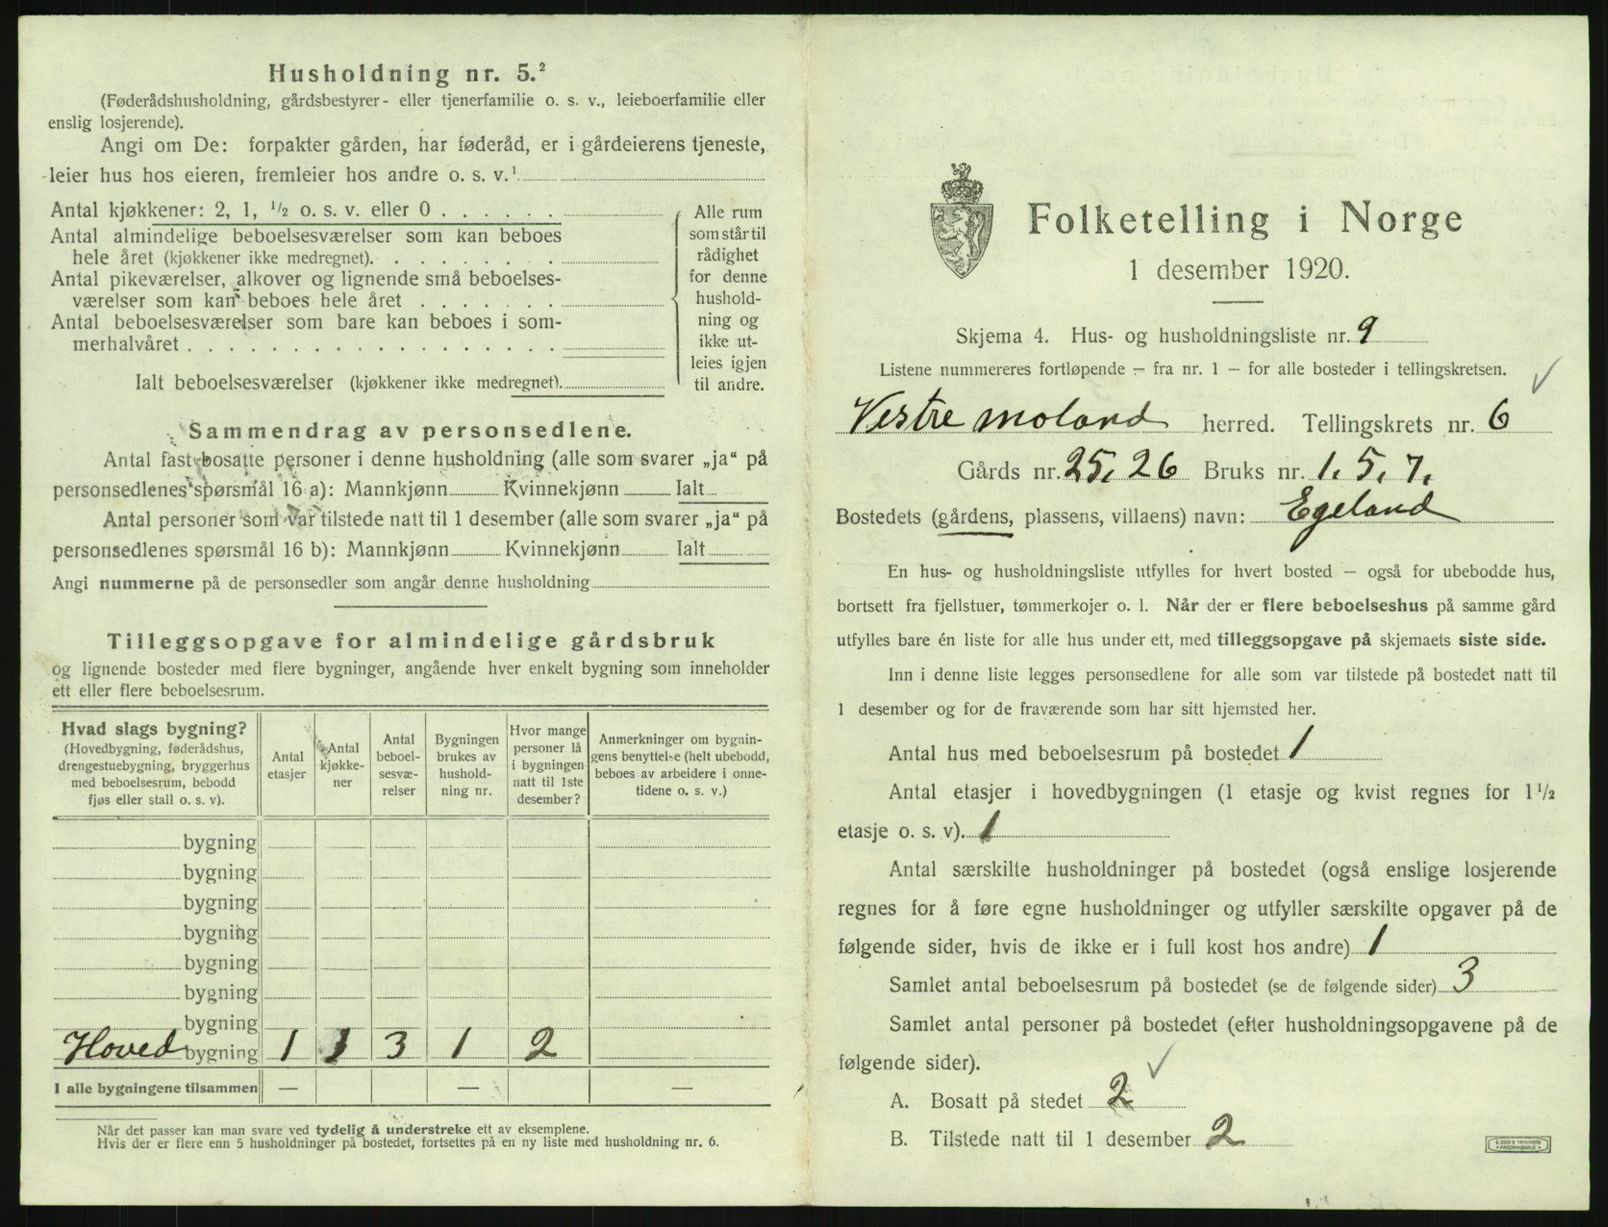 Husholdning nr. 5.²
(Føderådshusholdning, gårdsbestyrer- eller tjenerfamilie o. s. v., leieboerfamilie eller
enslig losjerende).
Angi om De: forpakter gården, har føderåd, er i gårdeierens tjeneste,
leier hus hos eieren, fremleier hos andre o. s. v.¹
Antal kjøkkener: 2, 1, ½ o. s. v. eller 0 . . . . . .
Antal almindelige beboelsesværelser som kan beboes
hele året (kjøkkener ikke medregnet). . . . . . . .
Antal pikeværelser, alkover og lignende små beboelses-
værelser som kan beboes hele året . . . . . . .
Antal beboelsesværelser som bare kan beboes i som-
merhalvåret . . . . . . . . . . . . . . . . . .
Ialt beboelsesværelser (kjøkkener ikke medregnet).
Alle rum
som står til
rådighet
for denne
hushold-
ning og
ikke ut-
leies igjen
til andre.
Sammendrag av personsedlene.
Antal fast bosatte personer i denne husholdning (alle som svarer „ja“ på
personsedlenes spørsmål 16 a): Mannkjønn Kvinnekjønn Ialt
Antal personer som var tilstede natt til 1 desember (alle som svarer „ja“ på
personsedlenes spørsmål 16 b): Mannkjønn Kvinnekjønn Ialt
Angi nummerne på de personsedler som angår denne husholdning
Tilleggsopgave for almindelige gårdsbruk
og lignende bosteder med flere bygninger, angående hver enkelt bygning som inneholder
ett eller flere beboelsesrum.
Hvad slags bygning?
(Hovedbygning, føderådshus,
drengestuebygning, bryggerhus
med beboelsesrum, bebodd
fjøs eller stall o. s. v).
Antal
etasjer
Antal
kjøkke-
ner
Antal
beboel-
sesvæ-
relser
Bygningen
brukes av
hushold-
ning nr.
Hvor mange
personer lå
i bygningen
natt til 1ste
desember?
Anmerkninger om bygnin-
gens benyttelse (helt ubebodd,
beboes av arbeidere i onne-
tidene o. s. v.)
bygning
bygning
bygning
bygning
bygning
bygning
bygning
Hoved bygning 1 1 3 1 2
I alle bygningene tilsammen — — —
Når det passer kan man svare ved tydelig å understreke ett av eksemplene.
Hvis der er flere enn 5 husholdninger på bostedet, fortsettes på en ny liste med husholdning nr. 6.
Folketelling i Norge
1 desember 1920.
Skjema 4. Hus- og husholdningsliste nr. 9
Listene nummereres fortløpende – fra nr. 1 – for alle bosteder i tellingskretsen.
Vestre Moland herred. Tellingskrets nr. 6
Gårds nr. 25, 26 Bruks nr. 1, 5, 7,
Bostedets (gårdens, plassens, villaens) navn: Egeland
En hus- og husholdningsliste utfylles for hvert bosted – også for ubebodde hus,
bortsett fra fjellstuer, tømmerkojer o. l. Når der er flere beboelseshus på samme gård
utfylles bare én liste for alle hus under ett, med tilleggsopgave på skjemaets siste side.
Inn i denne liste legges personsedlene for alle som var tilstede på bostedet natt til
1 desember og for de fraværende som har sitt hjemsted her.
Antal hus med beboelsesrum på bostedet 1
Antal etasjer i hovedbygningen (1 etasje og kvist regnes for 1½
etasje o. s. v). 1
Antal særskilte husholdninger på bostedet (også enslige losjerende
regnes for å føre egne husholdninger og utfyller særskilte opgaver på de
følgende sider, hvis de ikke er i full kost hos andre) 1
Samlet antal beboelsesrum på bostedet (se de følgende sider) 3
Samlet antal personer på bostedet (efter husholdningsopgavene på de
følgende sider).
A. Bosatt på stedet 2
B. Tilstede natt til 1 desember 2